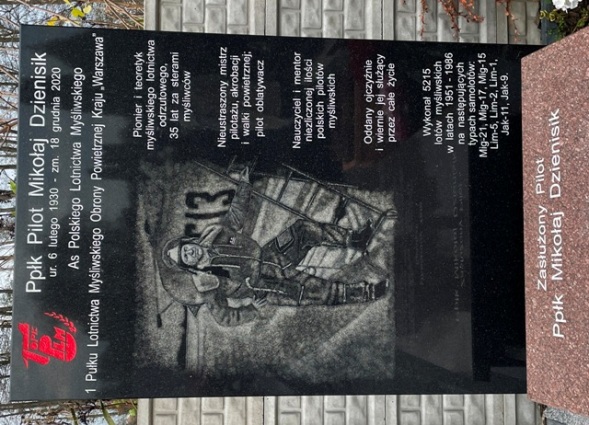 Ppłk Pilot Mikołaj Dzienisik
ur. 6 lutego 1930 - zm. 18 grudnia 2020
As Polskiego Lotnictwa Myśliwskiego
1 Pułku Lotnictwa Myśliwskiego Obrony Powietrznej Kraju „Warszawa”
Pionier i teoretyk
myśliwskiego lotnictwa
odrzutowego,
35 lat za sterami
myśliwców
Nieustraszony mistrz
pilotażu, akrobacji
i walki powietrznej;
pilot oblatywacz
Nauczyciel i mentor
niezliczonej ilości
polskich pilotów
myśliwskich
Oddany ojczyźnie
i wiernie jej służący
przez całe życie
Wykonał 5215
lotów myśliwskich
w latach 1951 -1986
na następujących
typach samolotów:
Mig-21, Mig-17, Mig-15
Lim-5, Lim-2, Lim-1,
Jak-11, Jak-9.
Zasłużony Pilot
Ppłk Mikołaj Dzienisik